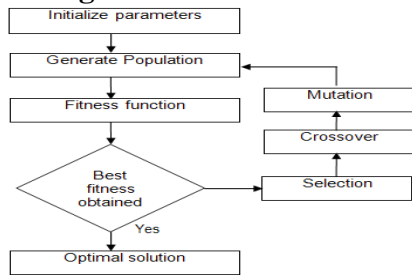 Initialize parameters
Generate Population
Fitness function
Best
fitness
obtained
Yes
Optimal solution
Mutation
Crossover
Selection